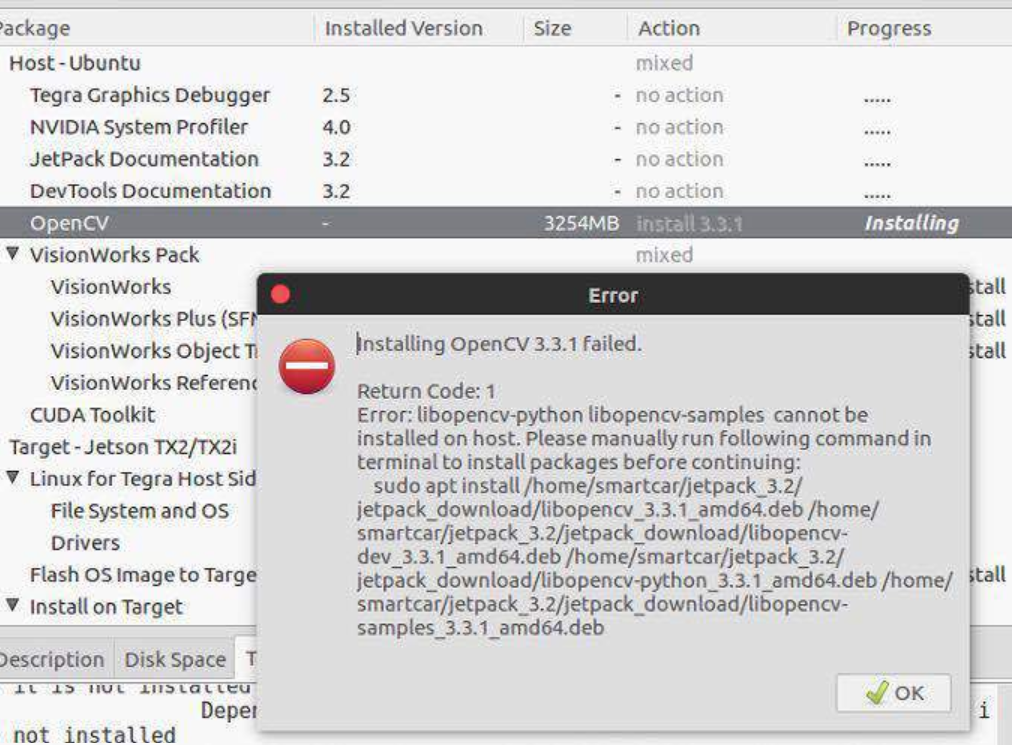 Package Installed Version Size Action Progress
Host - Ubuntu mixed
Tegra Graphics Debugger 2.5 - no action .....
NVIDIA System Profiler 4.0 - no action .....
JetPack Documentation 3.2 - no action .....
DevTools Documentation 3.2 - no action .....
OpenCV - 3254MB install 3.3.1 Installing
VisionWorks Pack mixed
VisionWorks stall
VisionWorks Plus (SFM stall
VisionWorks Object T stall
VisionWorks Referenc
CUDA Toolkit
Target - Jetson TX2/TX2i
Linux for Tegra Host Sid
File System and OS
Drivers
Flash OS Image to Targe stall
Install on Target
Error
Installing OpenCV 3.3.1 failed.
Return Code: 1
Error: libopencv-python libopencv-samples cannot be
installed on host. Please manually run following command in
terminal to install packages before continuing:
sudo apt install /home/smartcar/jetpack_3.2/
jetpack_download/libopencv_3.3.1_amd64.deb /home/
smartcar/jetpack_3.2/jetpack_download/libopencv-
dev_3.3.1_amd64.deb /home/smartcar/jetpack_3.2/
jetpack_download/libopencv-python_3.3.1_amd64.deb /home/
smartcar/jetpack_3.2/jetpack_download/libopencv-
samples_3.3.1_amd64.deb
OK
Description Disk Space T
it is not installed
Deper i
not installed